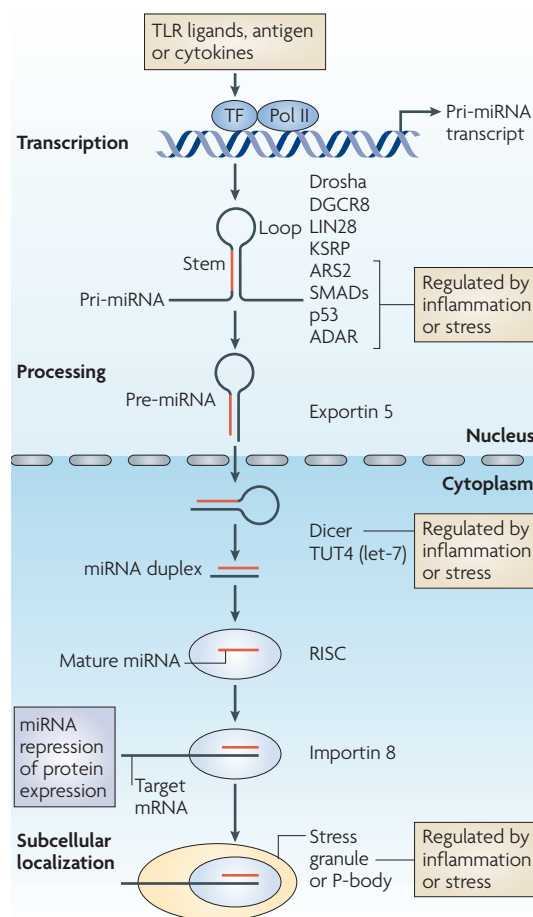 TLR ligands, antigen
or cytokines
TF
Pol II
Pri-miRNA
transcript
Transcription
Drosha
DGCR8
LIN28
KSRP
ARS2
SMADs
p53
ADAR
Loop
Stem
Pri-miRNA
Regulated by
inflammation
or stress
Processing
Pre-miRNA
Exportin 5
Nucleus
Cytoplasm
Dicer
TUT4 (let-7)
Regulated by
inflammation
or stress
miRNA duplex
Mature miRNA
RISC
miRNA
repression
of protein
expression
Importin 8
Target
mRNA
Subcellular
localization
Stress
granule
or P-body
Regulated by
inflammation
or stress